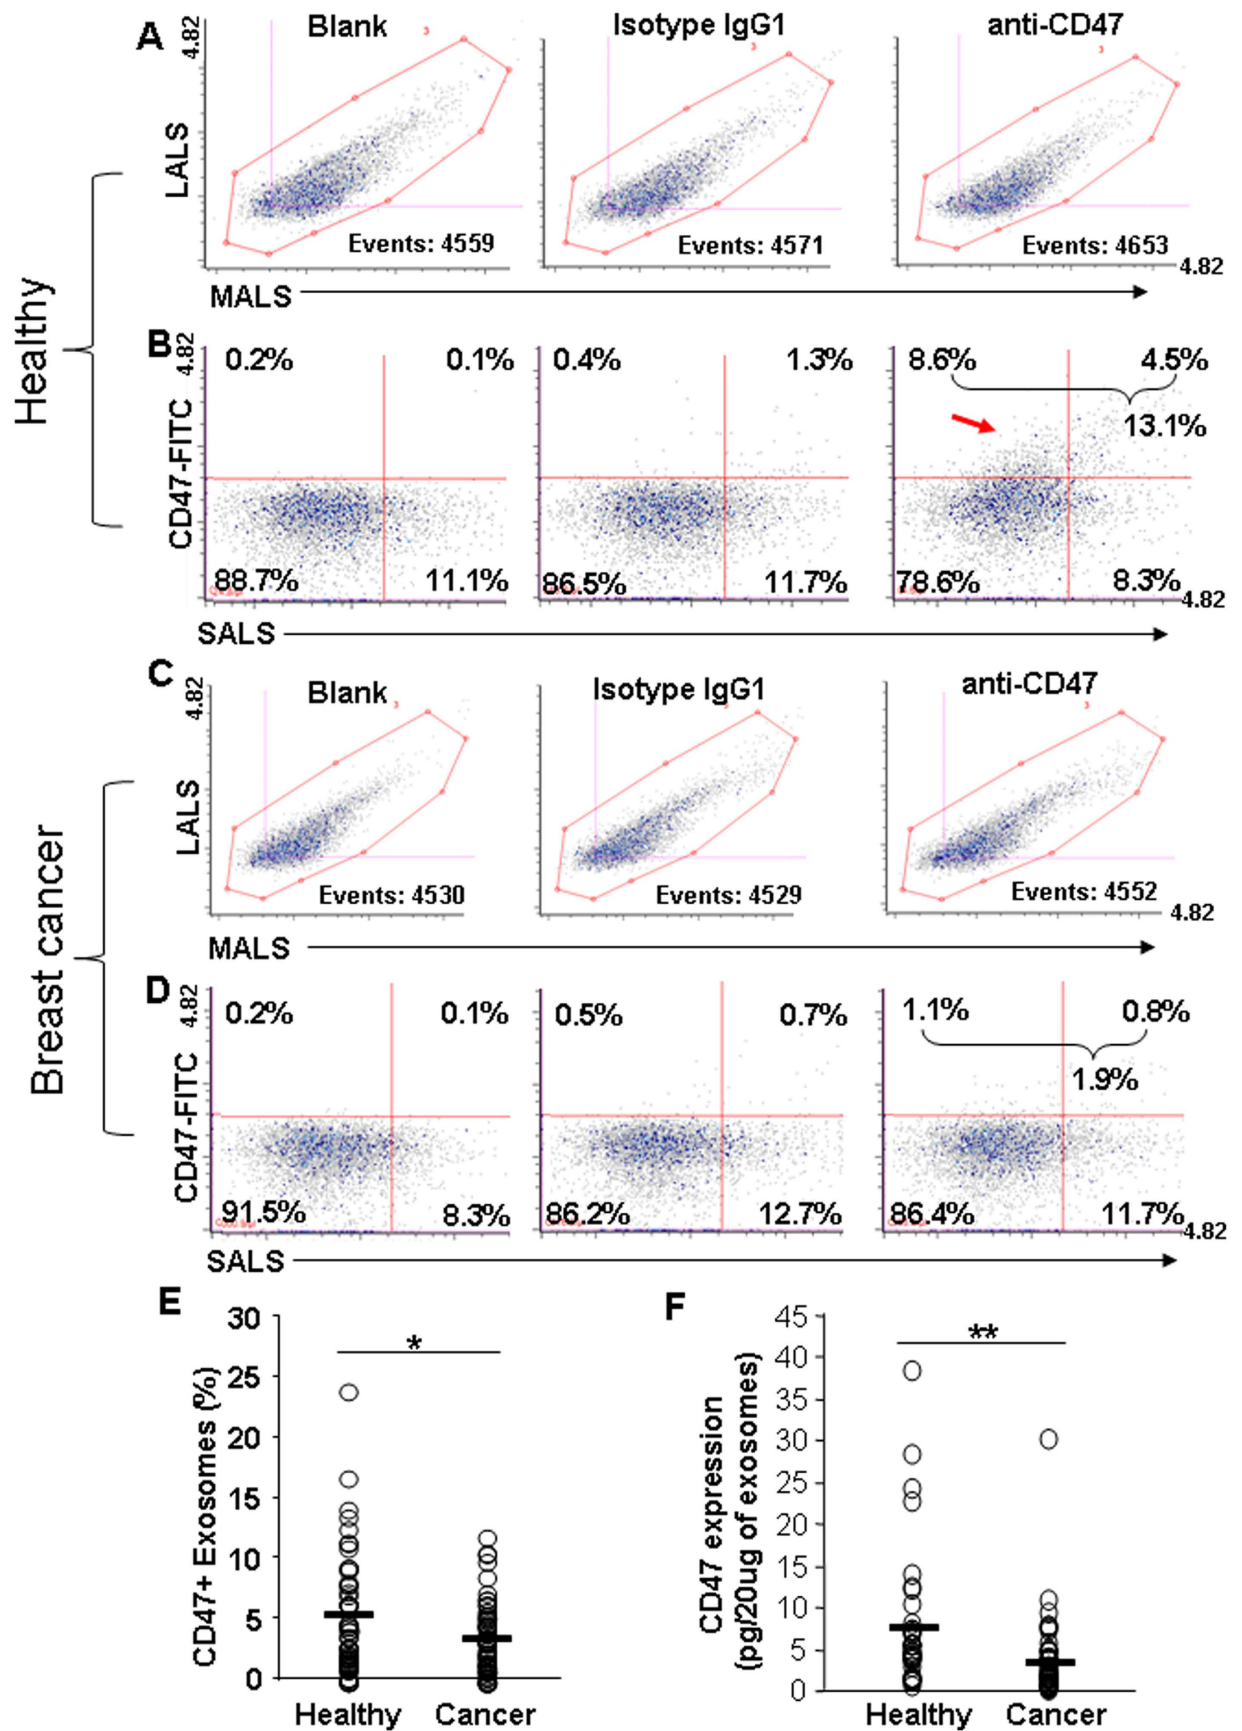 A
Blank
Isotype IgG1
anti-CD47
4.82
3
3
3
LALS
Events: 4559
Events: 4571
Events: 4653
4.82
MALS
Healthy
B
4.82
0.2%
0.1%
0.4%
1.3%
8.6%
4.5%
13.1%
CD47-FITC
88.7%
11.1%
86.5%
11.7%
78.6%
8.3%
4.82
SALS
C
Blank
Isotype IgG1
anti-CD47
4.82
3
3
3
LALS
Events: 4530
Events: 4529
Events: 4552
4.82
MALS
Breast cancer
D
4.82
0.2%
0.1%
0.5%
0.7%
1.1%
0.8%
1.9%
CD47-FITC
91.5%
8.3%
86.2%
12.7%
86.4%
11.7%
4.82
SALS
E
30
25
20
15
10
5
0
CD47+ Exosomes (%)
*
Healthy
Cancer
F
45
40
35
30
25
20
15
10
5
0
CD47 expression
(pg/20ug of exosomes)
**
Healthy
Cancer